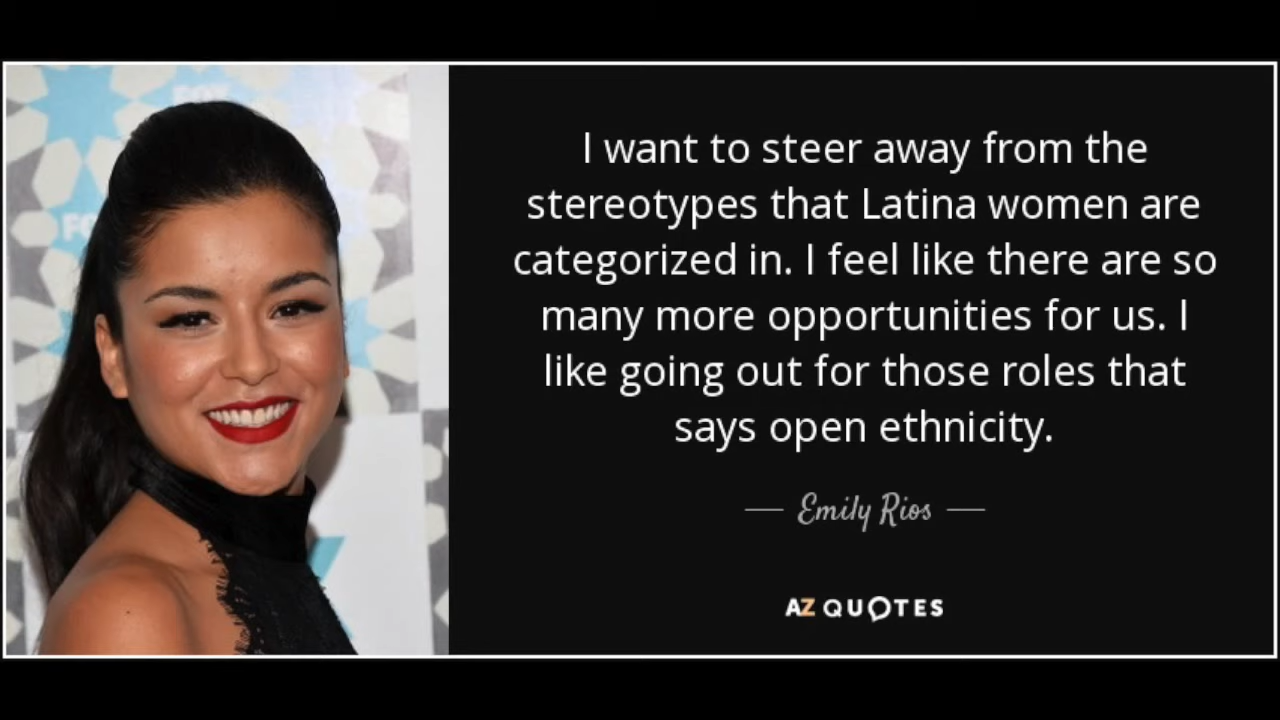 FOX
I want to steer away from the
stereotypes that Latina women are
categorized in. I feel like there are so
many more opportunities for us. I
like going out for those roles that
says open ethnicity.
Emily Rios
AZ QUOTES